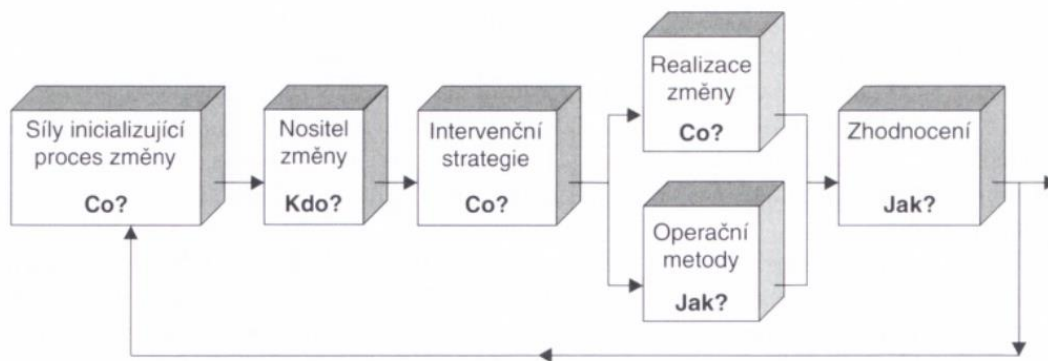 Síly inicializující
proces změny
Co?
Nositel
změny
Kdo?
Intervenční
strategie
Co?
Realizace
změny
Co?
Operační
metody
Jak?
Zhodnocení
Jak?